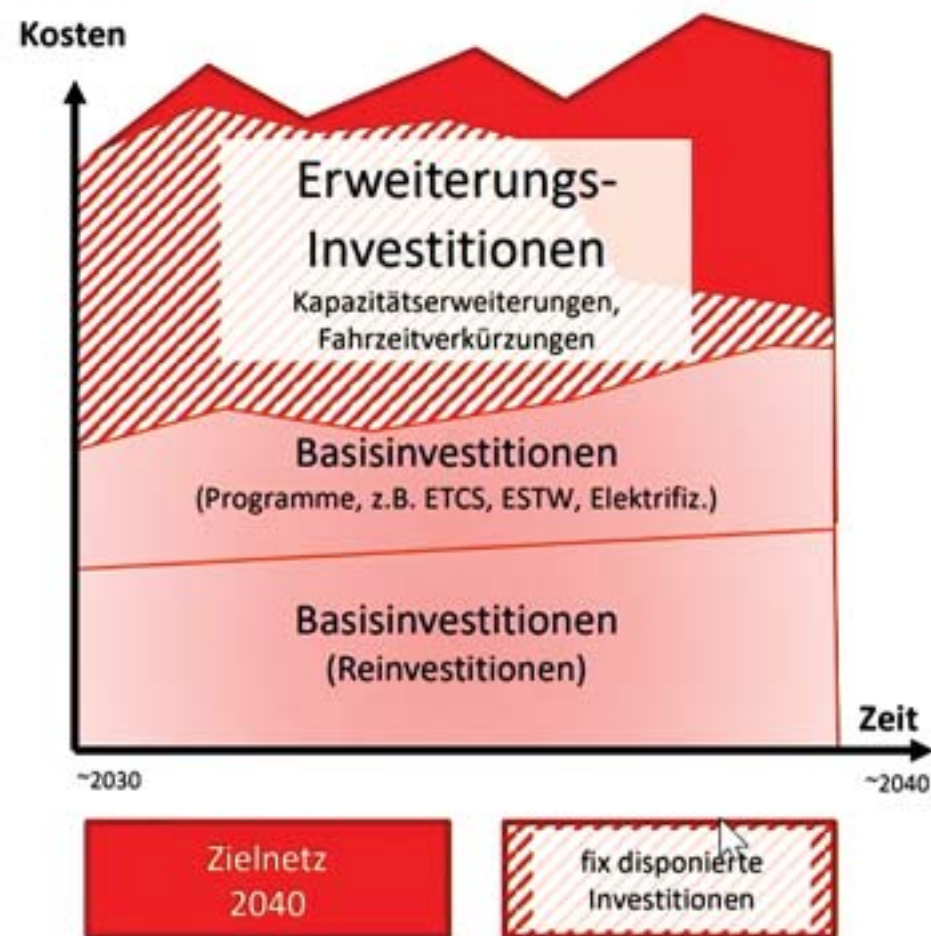 Kosten
Erweiterungs-
Investitionen
Kapazitätserweiterungen,
Fahrzeitverkürzungen
Basisinvestitionen
(Programme, z.B. ETCS, ESTW, Elektrifiz.)
Basisinvestitionen
(Reinvestitionen)
Zeit
~2030
~2040
Zielnetz
2040
fix disponierte
Investitionen